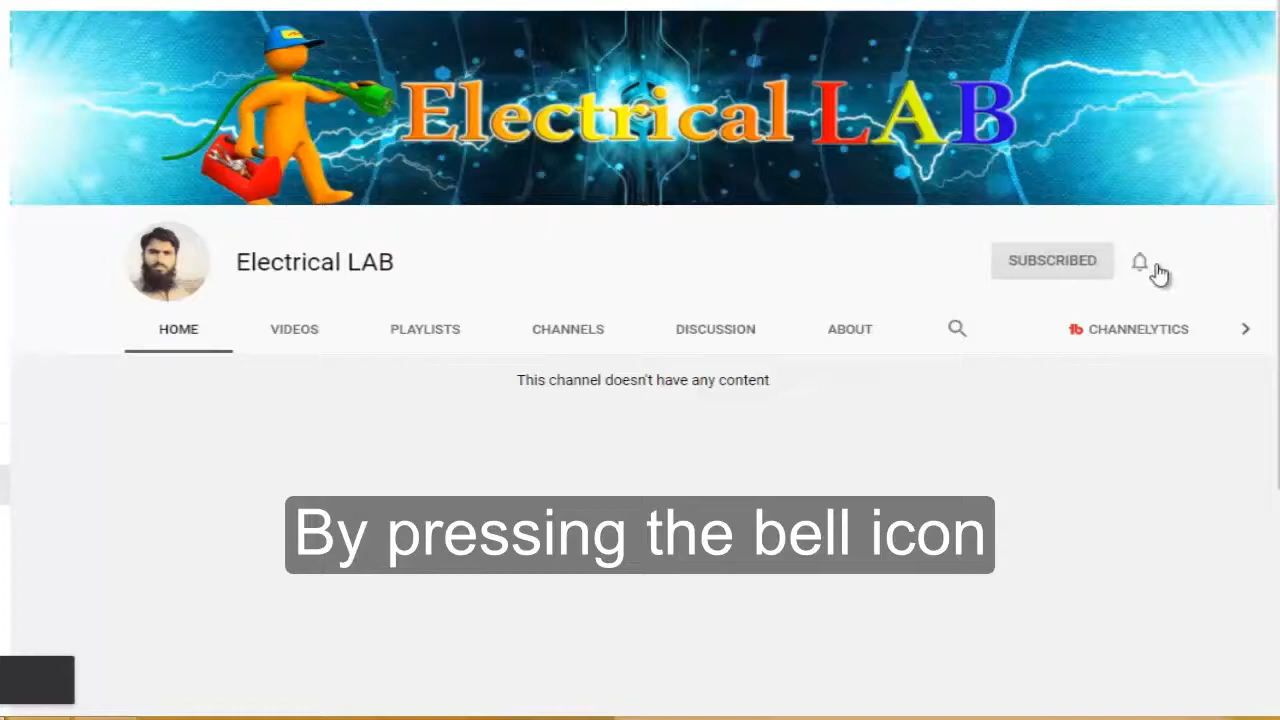 Electrical LAB
Electrical LAB
SUBSCRIBED
HOME VIDEOS PLAYLISTS CHANNELS DISCUSSION ABOUT CHANNELYTICS
This channel doesn't have any content
By pressing the bell icon